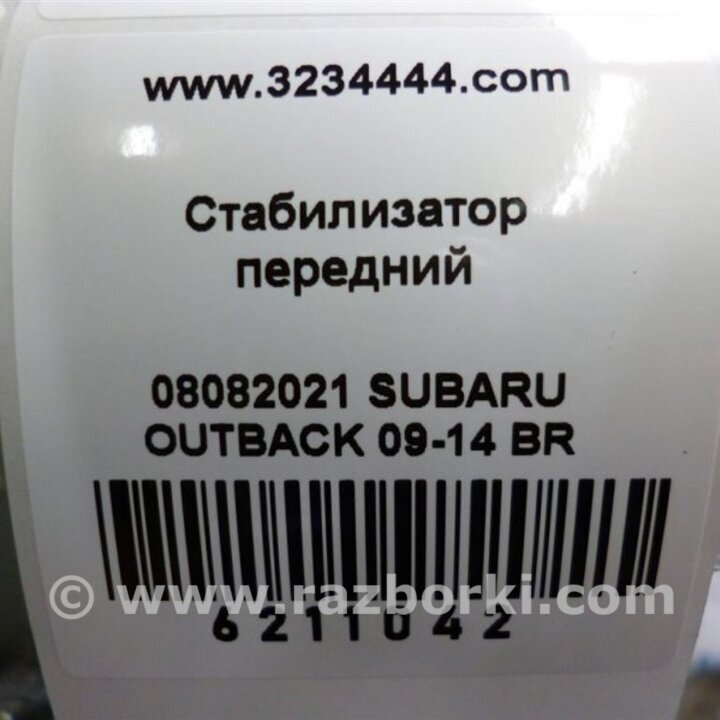 www.3234444.com
Стабилизатор
передний
08082021 SUBARU
OUTBACK 09-14 BR
© www.razborki.com
6211042